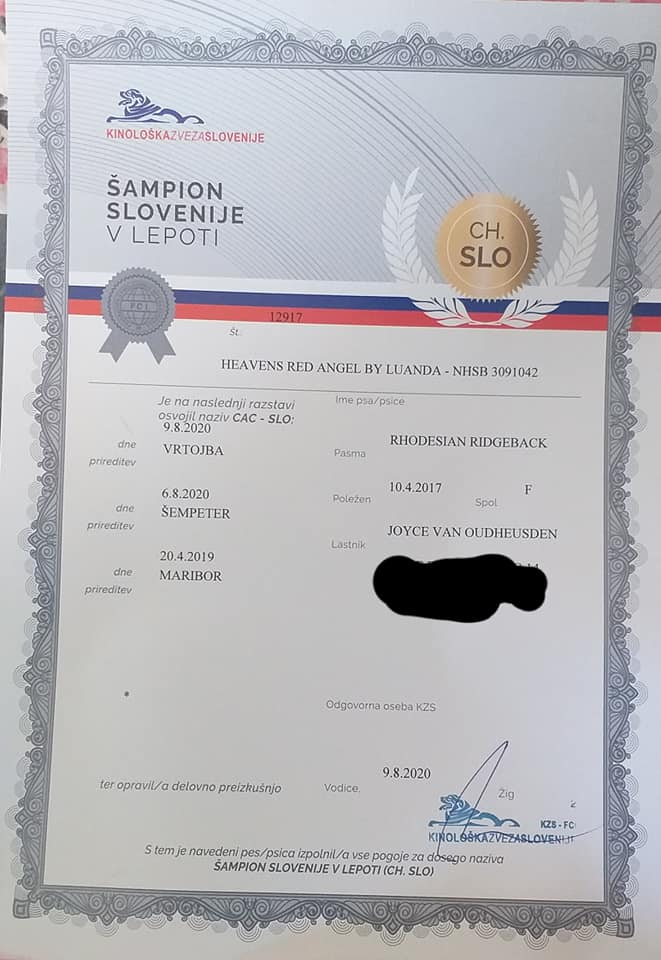 KINOLOŠKAZVEZASLOVENIJE
ŠAMPION
SLOVENIJE
V LEPOTI
CH.
SLO
FCI
12917
Št.
HEAVENS RED ANGEL BY LUANDA - NHSB 3091042
Ime psa/psice
Je na naslednji razstavi
osvojil naziv CAC - SLO:
9.8.2020
dne
VRTOJBA
prireditev
Pasma
RHODESIAN RIDGEBACK
6.8.2020
dne
ŠEMPETER
prireditev
Poležen
10.4.2017
Spol
F
Lastnik
JOYCE VAN OUDHEUSDEN
20.4.2019
dne
MARIBOR
prireditev
*
Odgovorna oseba KZS
ter opravil/a delovno preizkušnjo
Vodice,
9.8.2020
Žig
KZS - FC
KINOLOŠKAZVEZASLOVENIJE
S tem je navedeni pes/psica izpolnil/a vse pogoje za dosego naziva
ŠAMPION SLOVENIJE V LEPOTI (CH. SLO)